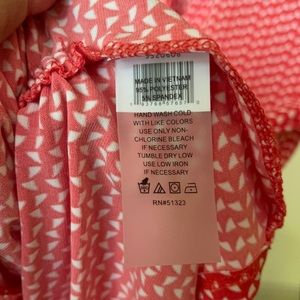 MADE IN VIETNAM
95% POLYESTER
5% SPANDEX
HAND WASH COLD
WITH LIKE COLORS
USE ONLY NON-
CHLORINE BLEACH
IF NECESSARY
TUMBLE DRY LOW
USE LOW IRON
IF NECESSARY
RN#51323